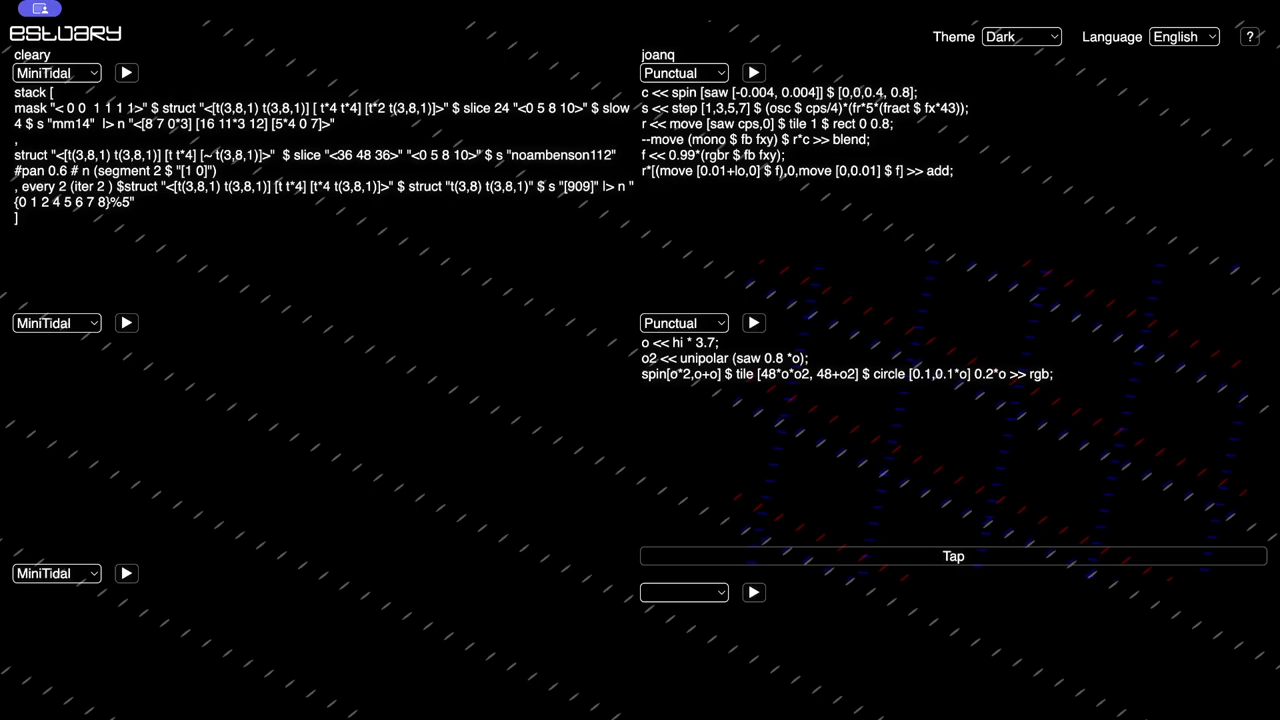 ESTUARY
Theme Dark Language English ?
cleary
MiniTidal
stack [
mask "< 0 0  1 1 1 1>" $ struct "<[t(3,8,1) t(3,8,1)] [ t*4 t*4] [t*2 t(3,8,1)]>" $ slice 24 "<0 5 8 10>" $ slow
4 $ s "mm14"  |> n "<[8 7 0*3] [16 11*3 12] [5*4 0 7]>"
,
struct "<[t(3,8,1) t(3,8,1)] [t t*4] [~ t(3,8,1)]>"  $ slice "<36 48 36>" "<0 5 8 10>" $ s "noambenson112"
#pan 0.6 # n (segment 2 $ "[1 0]")
, every 2 (iter 2 ) $struct "<[t(3,8,1) t(3,8,1)] [t t*4] [t*4 t(3,8,1)]>" $ struct "t(3,8) t(3,8,1)" $ s "[909]" |> n "
{0 1 2 4 5 6 7 8}%5"
]
joanq
Punctual
c << spin [saw [-0.004, 0.004]] $ [0,0,0.4, 0.8];
s << step [1,3,5,7] $ (osc $ cps/4)*(fr*5*(fract $ fx*43));
r << move [saw cps,0] $ tile 1 $ rect 0 0.8;
--move (mono $ fb fxy) $ r*c >> blend;
f << 0.99*(rgbr $ fb fxy);
r*[(move [0.01+lo,0] $ f),0,move [0,0.01] $ f] >> add;
MiniTidal
Punctual
o << hi * 3.7;
o2 << unipolar (saw 0.8 *o);
spin[o*2,o+o] $ tile [48*o*o2, 48+o2] $ circle [0.1,0.1*o] 0.2*o >> rgb;
Tap
MiniTidal